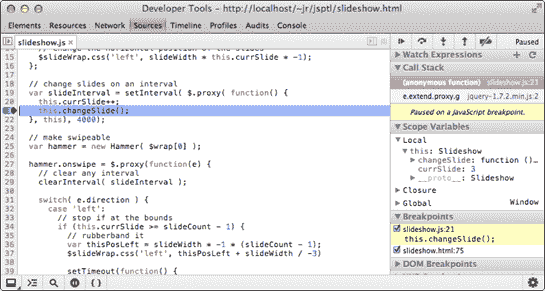 Developer Tools - http://localhost/~jr/jsptl/slideshow.html
Elements Resources Network Sources Timeline Profiles Audits Console
slideshow.js × Paused
// change the horizontal position of the slides
15 $slideWrap.css('left', slideWidth * this.currSlide * -1);
16 };
17
18 // change slides on an interval
19 var slideInterval = setInterval( $.proxy( function() {
20 this.currSlide++;
this.changeSlide();
22 }, this), 4000);
23
24 // make swipeable
25 var hammer = new Hammer( $wrap[0] );
26
27 hammer.onswipe = $.proxy(function(e) {
28 // clear any interval
29 clearInterval( slideInterval );
30
31 switch( e.direction ) {
32 case 'left':
33 // stop if at the bounds
34 if (this.currSlide >= slideCount - 1) {
35 // rubberband it
36 var thisPosLeft = slideWidth * -1 * (slideCount - 1);
37 $slideWrap.css('left', thisPosLeft + slideWidth / -3)
38
39 setTimeout(function() {
Watch Expressions
Call Stack
(anonymous function) slideshow.js:21
e.extend.proxy.g jquery-1.7.2.min.js:2
Paused on a JavaScript breakpoint.
Scope Variables
Local
this: Slideshow
changeSlide: function ()…
currSlide: 3
__proto__: Slideshow
Closure
Global Window
Breakpoints
slideshow.js:21
this.changeSlide();
slideshow.html:75
DOM Breakpoints